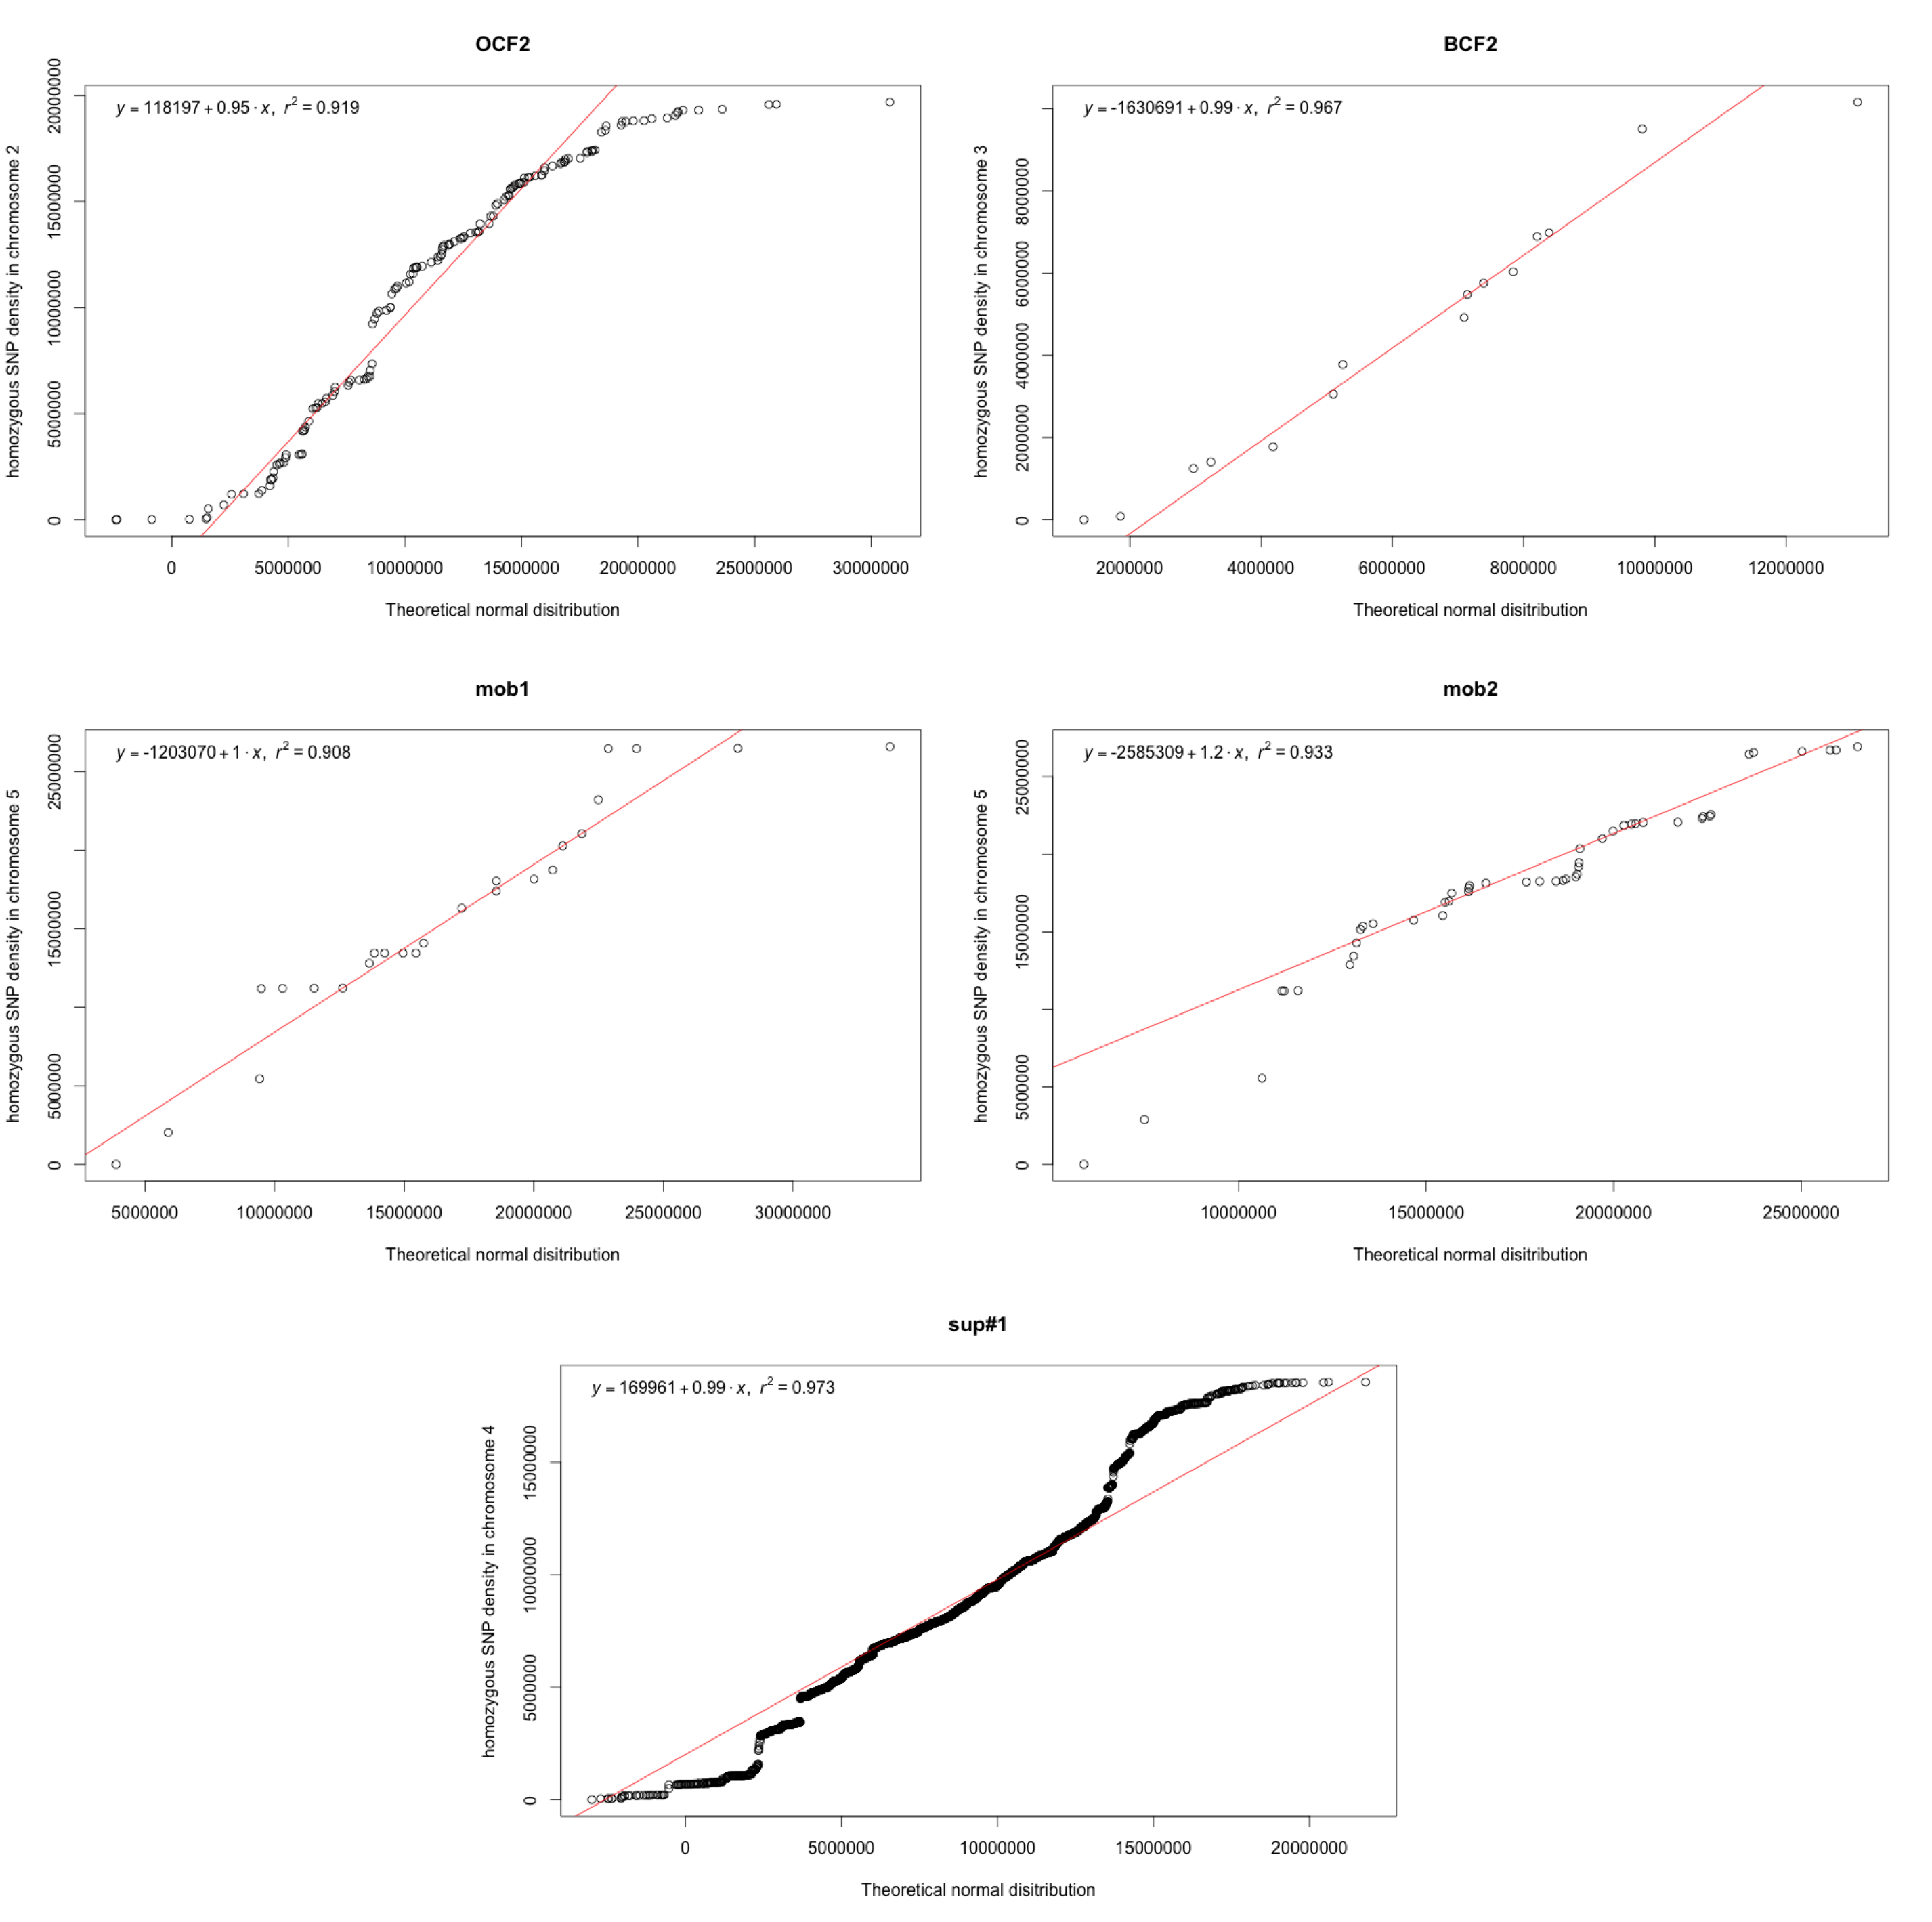 OCF2
y = 118197 + 0.95 · x, r² = 0.919
homozygous SNP density in chromosome 2
0 5000000 10000000 15000000 20000000
0 5000000 10000000 15000000 20000000 25000000 30000000
Theoretical normal disitribution
BCF2
y = -1630691 + 0.99 · x, r² = 0.967
homozygous SNP density in chromosome 3
0 2000000 4000000 6000000 8000000
2000000 4000000 6000000 8000000 10000000 12000000
Theoretical normal disitribution
mob1
y = -1203070 + 1 · x, r² = 0.908
homozygous SNP density in chromosome 5
0 5000000 15000000 25000000
5000000 10000000 15000000 20000000 25000000 30000000
Theoretical normal disitribution
mob2
y = -2585309 + 1.2 · x, r² = 0.933
homozygous SNP density in chromosome 5
0 5000000 15000000 25000000
10000000 15000000 20000000 25000000
Theoretical normal disitribution
sup#1
y = 169961 + 0.99 · x, r² = 0.973
homozygous SNP density in chromosome 4
0 5000000 10000000 15000000
0 5000000 10000000 15000000 20000000
Theoretical normal disitribution